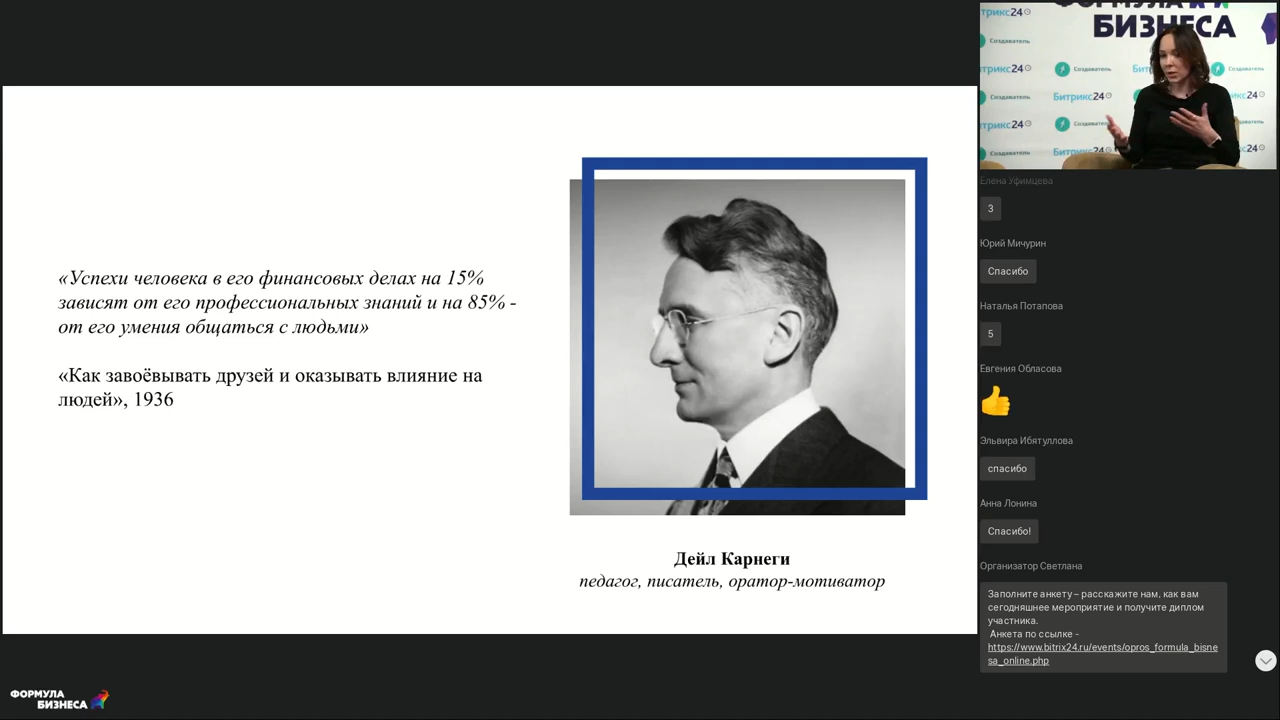 «Успехи человека в его финансовых делах на 15%
зависят от его профессиональных знаний и на 85% -
от его умения общаться с людьми»
«Как завоёвывать друзей и оказывать влияние на
людей», 1936
Дейл Карнеги
педагог, писатель, оратор-мотиватор
ФОРМУЛА
БИЗНЕСА
БИЗНЕСА
Создаватель
Создаватель
Битрикс24
Битрикс24
Создаватель
Создаватель
Битрикс24
Создаватель
Елена Уфимцева
3
Юрий Мичурин
Спасибо
Наталья Потапова
5
Евгения Обласова
👍
Эльвира Ибятуллова
спасибо
Анна Лонина
Спасибо!
Организатор Светлана
Заполните анкету – расскажите нам, как вам
сегодняшнее мероприятие и получите диплом
участника.
Анкета по ссылке -
https://www.bitrix24.ru/events/opros_formula_bisne
sa_online.php